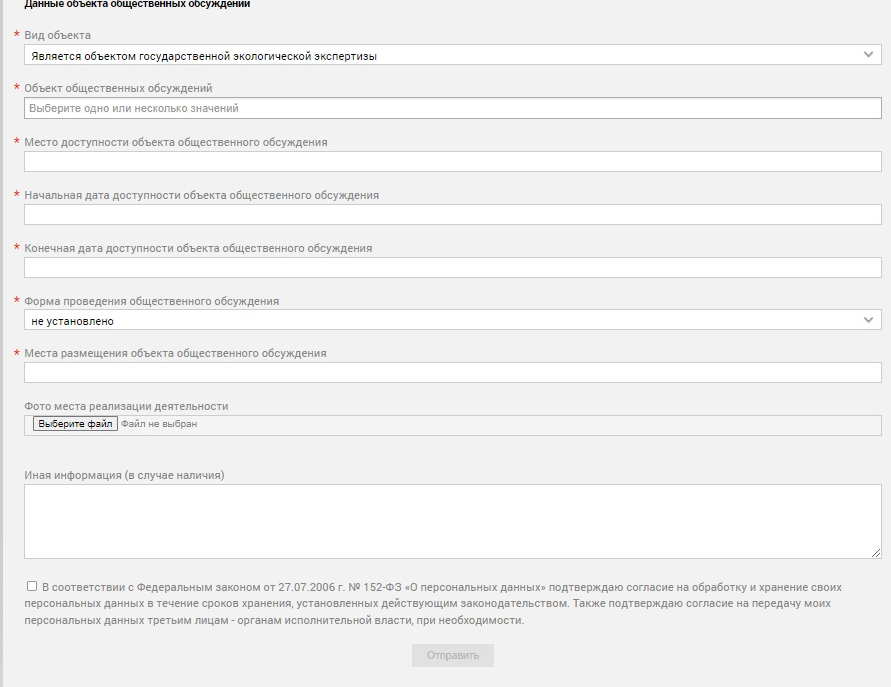 Данные объекта общественных обсуждений
* Вид объекта
Является объектом государственной экологической экспертизы
* Объект общественных обсуждений
Выберите одно или несколько значений
* Место доступности объекта общественного обсуждения
* Начальная дата доступности объекта общественного обсуждения
* Конечная дата доступности объекта общественного обсуждения
* Форма проведения общественного обсуждения
не установлено
* Места размещения объекта общественного обсуждения
Фото места реализации деятельности
Выберите файл Файл не выбран
Иная информация (в случае наличия)
В соответствии с Федеральным законом от 27.07.2006 г. № 152-ФЗ «О персональных данных» подтверждаю согласие на обработку и хранение своих
персональных данных в течение сроков хранения, установленных действующим законодательством. Также подтверждаю согласие на передачу моих
персональных данных третьим лицам - органам исполнительной власти, при необходимости.
Отправить